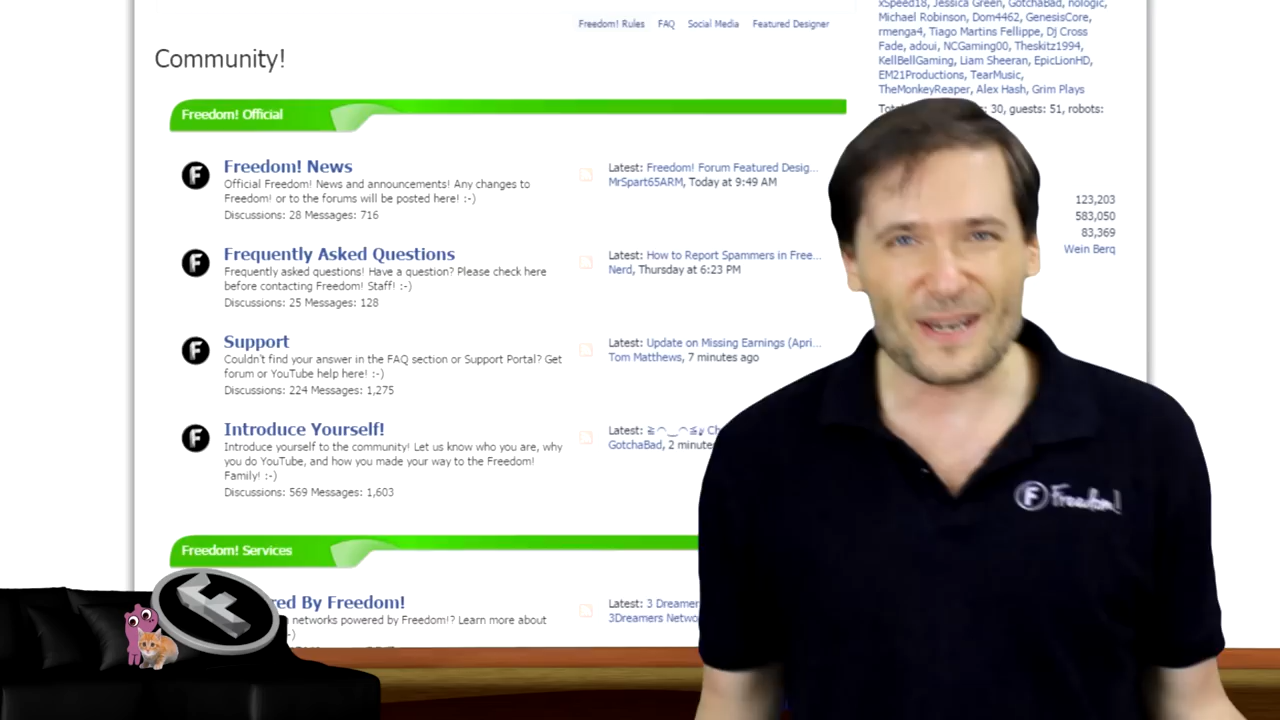 Freedom! Rules FAQ Social Media Featured Designer
Community!
Freedom! Official
Freedom! News
Official Freedom! News and announcements! Any changes to
Freedom! or to the forums will be posted here! :-)
Discussions: 28 Messages: 716
Latest: Freedom! Forum Featured Desig...
MrSpart65ARM, Today at 9:49 AM
Frequently Asked Questions
Frequently asked questions! Have a question? Please check here
before contacting Freedom! Staff! :-)
Discussions: 25 Messages: 128
Latest: How to Report Spammers in Free...
Nerd, Thursday at 6:23 PM
Support
Couldn't find your answer in the FAQ section or Support Portal? Get
forum or YouTube help here! :-)
Discussions: 224 Messages: 1,275
Latest: Update on Missing Earnings (Apri...
Tom Matthews, 7 minutes ago
Introduce Yourself!
Introduce yourself to the community! Let us know who you are, why
you do YouTube, and how you made your way to the Freedom!
Family! :-)
Discussions: 569 Messages: 1,603
Latest:
GotchaBad, 2 minute
Freedom! Services
red By Freedom!
networks powered by Freedom!? Learn more about
-)
Latest: 3 Dreamer
3Dreamers Netwo
xSpeed18, Jessica Green, GotchaBad, nologic,
Michael Robinson, Dom4462, GenesisCore,
rmenga4, Tiago Martins Fellippe, DJ Cross
Fade, adoui, NCGaming00, Theskitz1994,
KellBellGaming, Liam Sheeran, EpicLionHD,
EM21Productions, TearMusic,
TheMonkeyReaper, Alex Hash, Grim Plays
: 30, guests: 51, robots:
123,203
583,050
83,369
Wein Berq
F Freedom!
F